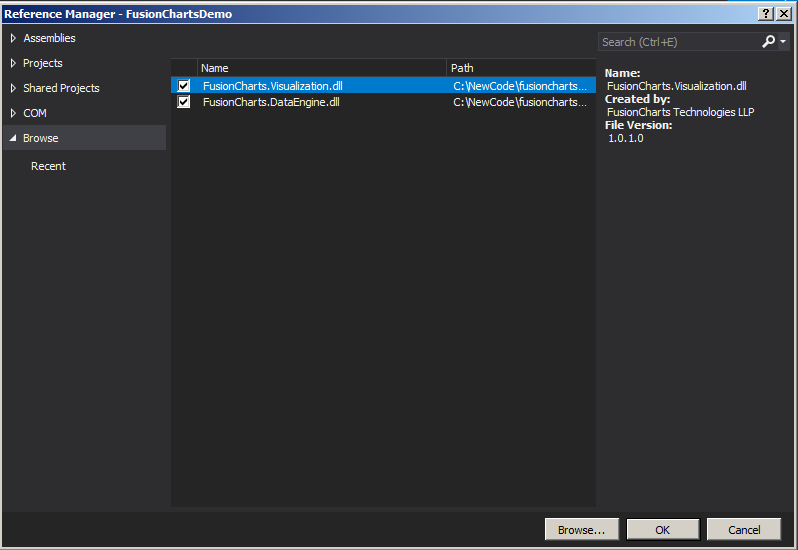 Reference Manager - FusionChartsDemo
Assemblies
Projects
Shared Projects
COM
Browse
Recent
Name Path
FusionCharts.Visualization.dll C:\NewCode\fusioncharts...
FusionCharts.DataEngine.dll C:\NewCode\fusioncharts...
Search (Ctrl+E)
Name:
FusionCharts.Visualization.dll
Created by:
FusionCharts Technologies LLP
File Version:
1.0.1.0
Browse... OK Cancel